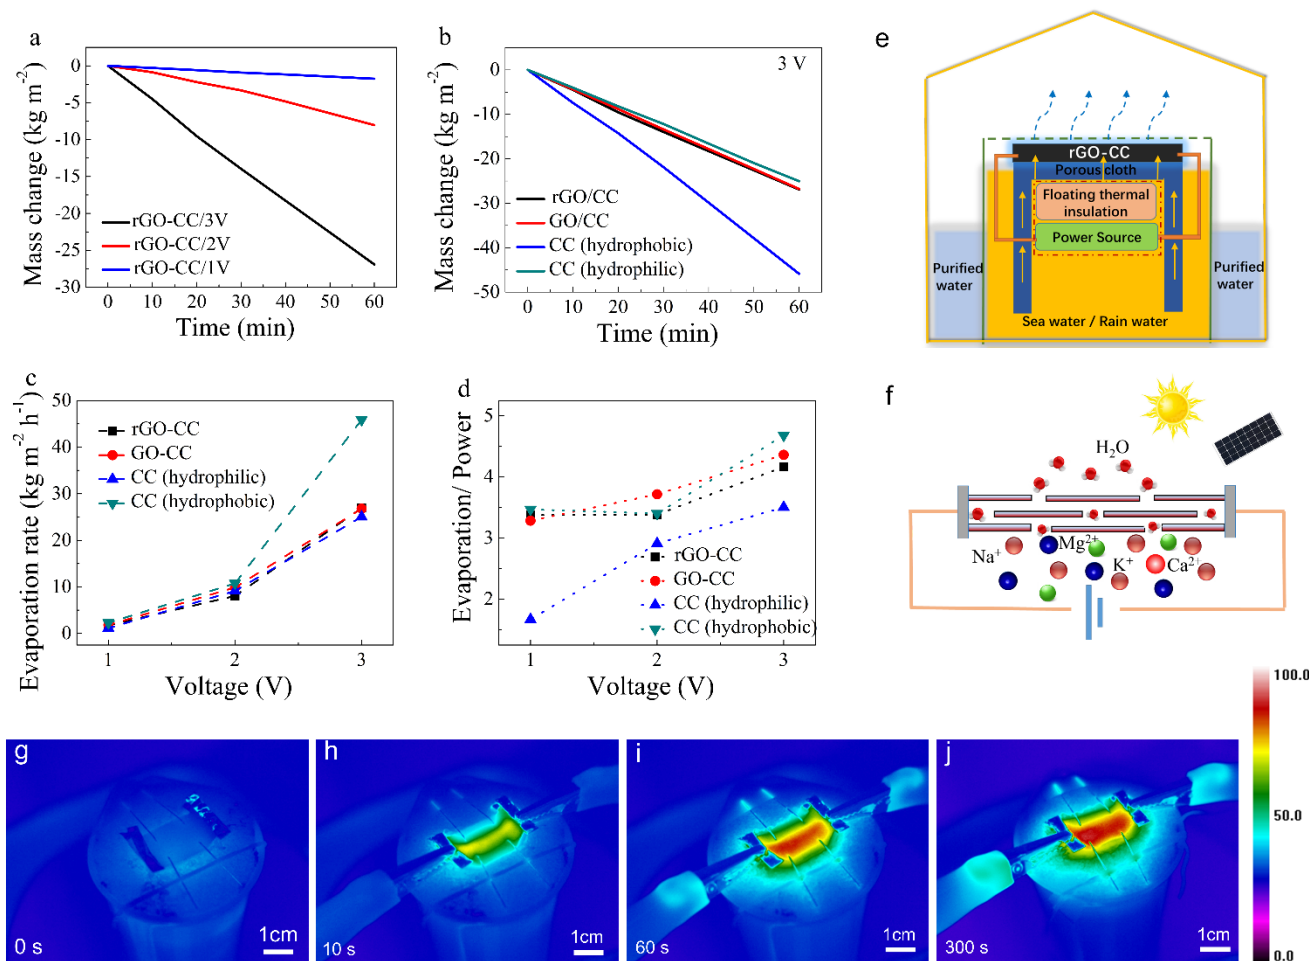 a
0
-5
-10
-15
-20
-25
-30
Mass change (kg m-2)
rGO-CC/3V
rGO-CC/2V
rGO-CC/1V
0 10 20 30 40 50 60
Time (min)
b
3 V
0
-10
-20
-30
-40
-50
Mass change (kg m-2)
rGO/CC
GO/CC
CC (hydrophobic)
CC (hydrophilic)
0 10 20 30 40 50 60
Time (min)
e
rGO-CC
Porous cloth
Floating thermal
insulation
Power Source
Purified
water
Purified
water
Sea water / Rain water
c
50
40
30
20
10
0
Evaporation rate (kg m-2 h-1)
rGO-CC
GO-CC
CC (hydrophilic)
CC (hydrophobic)
1 2 3
Voltage (V)
d
5
4
3
2
Evaporation/ Power
rGO-CC
GO-CC
CC (hydrophilic)
CC (hydrophobic)
1 2 3
Voltage (V)
f
H2O
Na+
Mg2+
K+
Ca2+
g
0 s
1cm
h
10 s
1cm
i
60 s
1cm
j
300 s
1cm
100.0
50.0
0.0